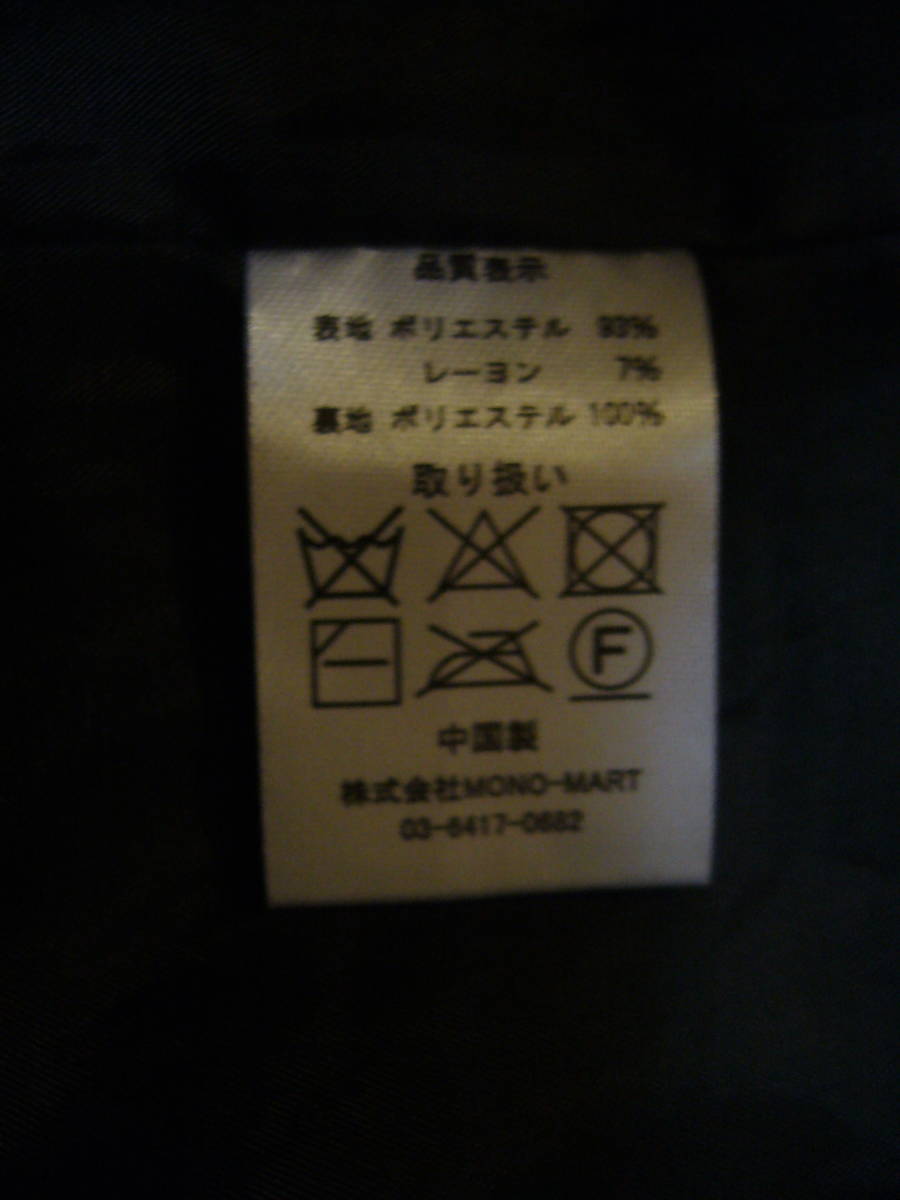 品質表示
表地 ポリエステル 93%
レーヨン 7%
裏地 ポリエステル 100%
取り扱い
F
中国製
株式会社MONO-MART
03-6417-0682